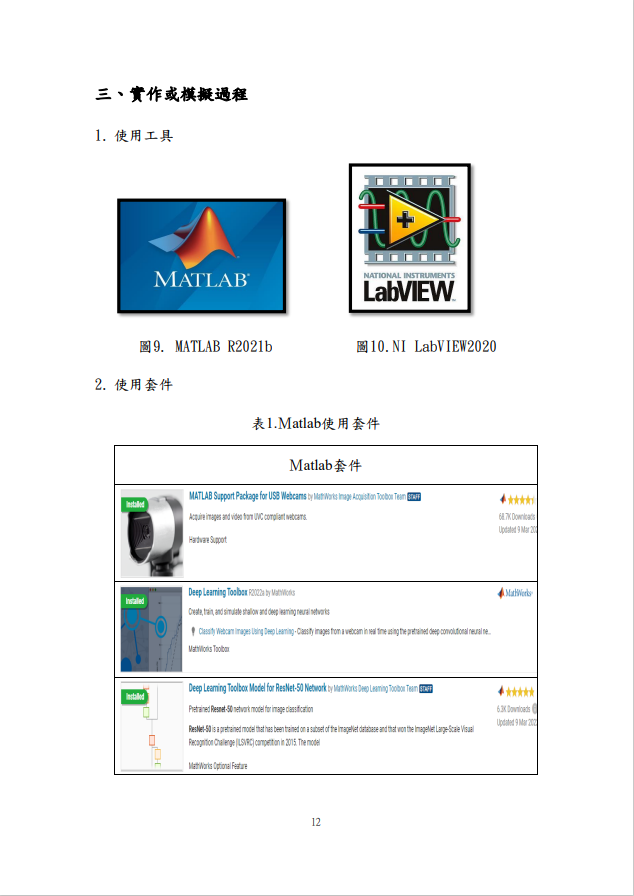 三、實作或模擬過程
1. 使用工具
MATLAB
NATIONAL INSTRUMENTS
LabVIEW
圖9. MATLAB R2021b
圖10.NI LabVIEW2020
2. 使用套件
表1.Matlab使用套件
Matlab套件
Installed
MATLAB Support Package for USB Webcams by MathWorks Image Acquisition Toolbox Team STAFF
68.7K Downloads
Acquire images and video from UVC compliant webcams.
Updated 9 Mar 202
Hardware Support
Installed
Deep Learning Toolbox R2022a by MathWorks
MathWorks
Create, train, and simulate shallow and deep learning neural networks
Classify Webcam Images Using Deep Learning - Classify images from a webcam in real time using the pretrained deep convolutional neural ne..
MathWorks Toolbox
Installed
Deep Learning Toolbox Model for ResNet-50 Network by MathWorks Deep Learning Toolbox Team STAFF
Pretrained Resnet-50 network model for image classification
6.3K Downloads
Updated 9 Mar 202
ResNet-50 is a pretrained model that has been trained on a subset of the ImageNet database and that won the ImageNet Large-Scale Visual
Recognition Challenge (ILSVRC) competition in 2015. The model
MathWorks Optional Feature
12